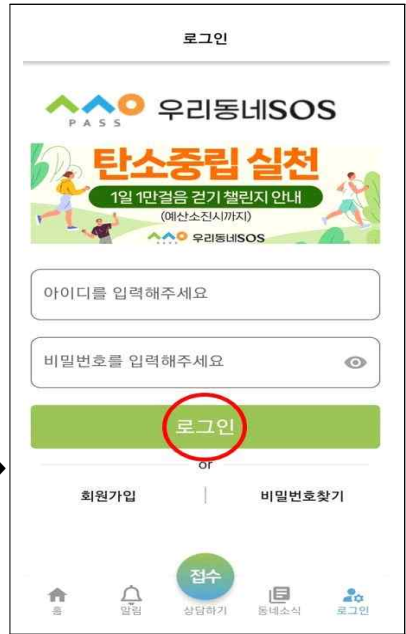 로그인
PASS 우리동네SOS
탄소중립 실천
1일 1만걸음 걷기 챌린지 안내
(예산소진시까지)
우리동네SOS
아이디를 입력해주세요
비밀번호를 입력해주세요
로그인
or
회원가입 | 비밀번호찾기
접수
홈 알림 상담하기 동네소식 로그인